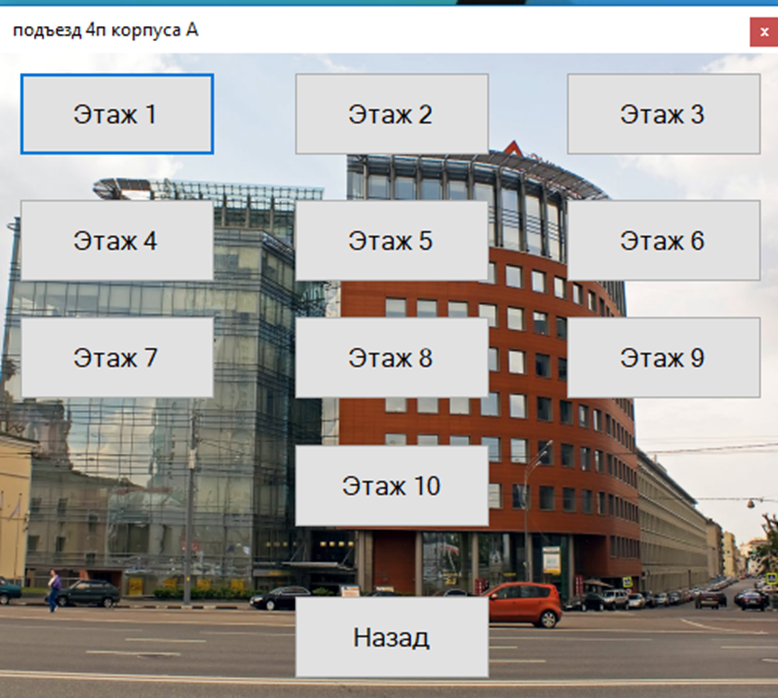 подъезд 4п корпуса А
x
Этаж 1
Этаж 2
Этаж 3
Этаж 4
Этаж 5
Этаж 6
Этаж 7
Этаж 8
Этаж 9
Этаж 10
Назад